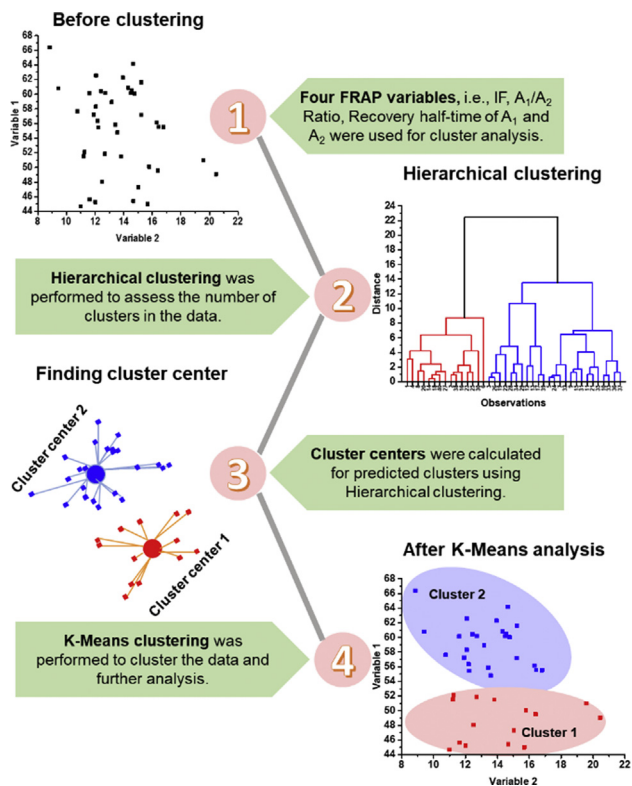 Before clustering
68
66
64
62
60
58
56
54
52
50
48
46
44
Variable 1
8 10 12 14 16 18 20 22
Variable 2
1
Four FRAP variables, i.e., IF, A₁/A₂
Ratio, Recovery half-time of A₁ and
A₂ were used for cluster analysis.
Hierarchical clustering
24
22
20
18
16
14
12
10
8
6
4
2
0
Distance
Observations
Hierarchical clustering was
performed to assess the number of
clusters in the data.
2
Finding cluster center
Cluster center 2
Cluster center 1
3
Cluster centers were calculated
for predicted clusters using
Hierarchical clustering.
After K-Means analysis
68
66
64
62
60
58
56
54
52
50
48
46
44
Variable 1
Cluster 2
Cluster 1
8 10 12 14 16 18 20 22
Variable 2
K-Means clustering was
performed to cluster the data and
further analysis.
4